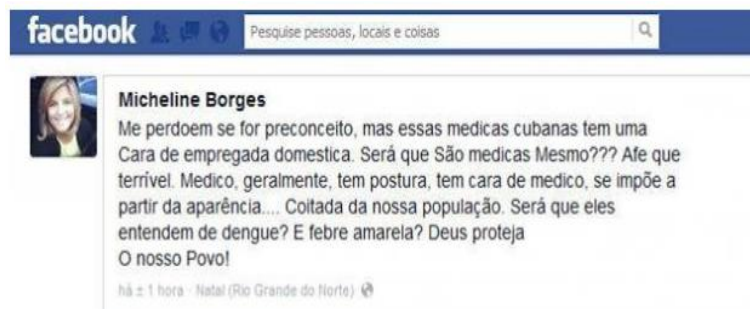 facebook
Pesquise pessoas, locais e coisas
Micheline Borges
Me perdoem se for preconceito, mas essas medicas cubanas tem uma
Cara de empregada domestica. Será que São medicas Mesmo??? Afe que
terrível. Medico, geralmente, tem postura, tem cara de medico, se impõe a
partir da aparência.... Coitada da nossa população. Será que eles
entendem de dengue? E febre amarela? Deus proteja
O nosso Povo!
há ± 1 hora · Natal (Rio Grande do Norte)